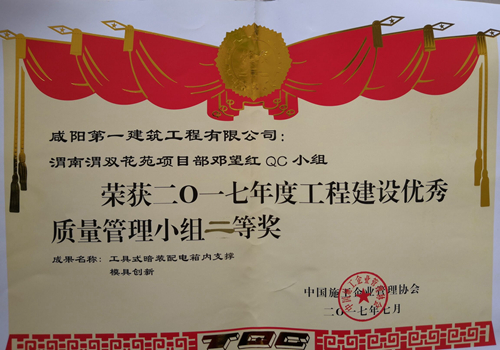 咸阳第一建筑工程有限公司：
渭南渭双花苑项目部邓望红QC小组
荣获二O一七年度工程建设优秀
质量管理小组二等奖
成果名称：工具式暗装配电箱内支撑
模具创新
中国施工企业管理协会
二O一七年七月
TQC